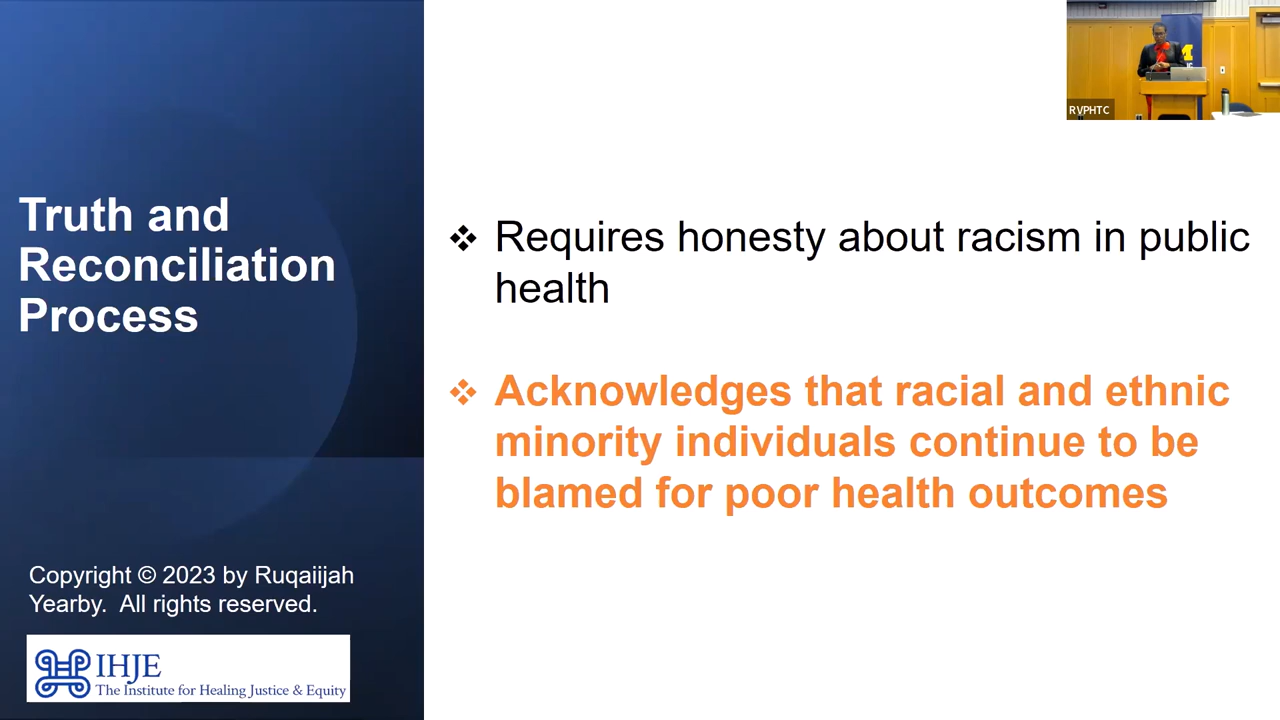 RVPHTC
Truth and
Reconciliation
Process
❖ Requires honesty about racism in public
health
❖ Acknowledges that racial and ethnic
minority individuals continue to be
blamed for poor health outcomes
Copyright © 2023 by Ruqaiijah
Yearby.  All rights reserved.
IHJE
The Institute for Healing Justice & Equity